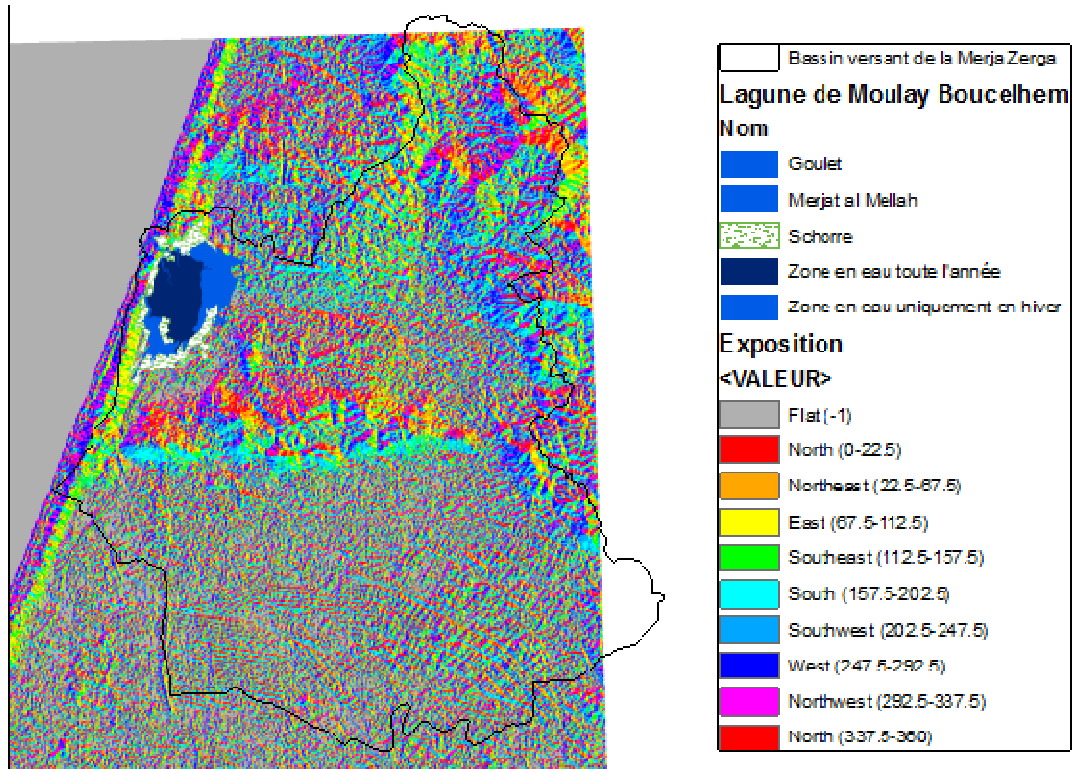 Bassin versant de la Merja Zerga
Lagune de Moulay Boucelhem
Nom
Goulet
Merjat al Mellah
Schorre
Zone en eau toute l'année
Zone en eau uniquement en hiver
Exposition
<VALEUR>
Flat (-1)
North (0-22.5)
Northeast (22.5-67.5)
East (67.5-112.5)
Southeast (112.5-157.5)
South (157.5-202.5)
Southwest (202.5-247.5)
West (247.5-292.5)
Northwest (292.5-337.5)
North (337.5-360)